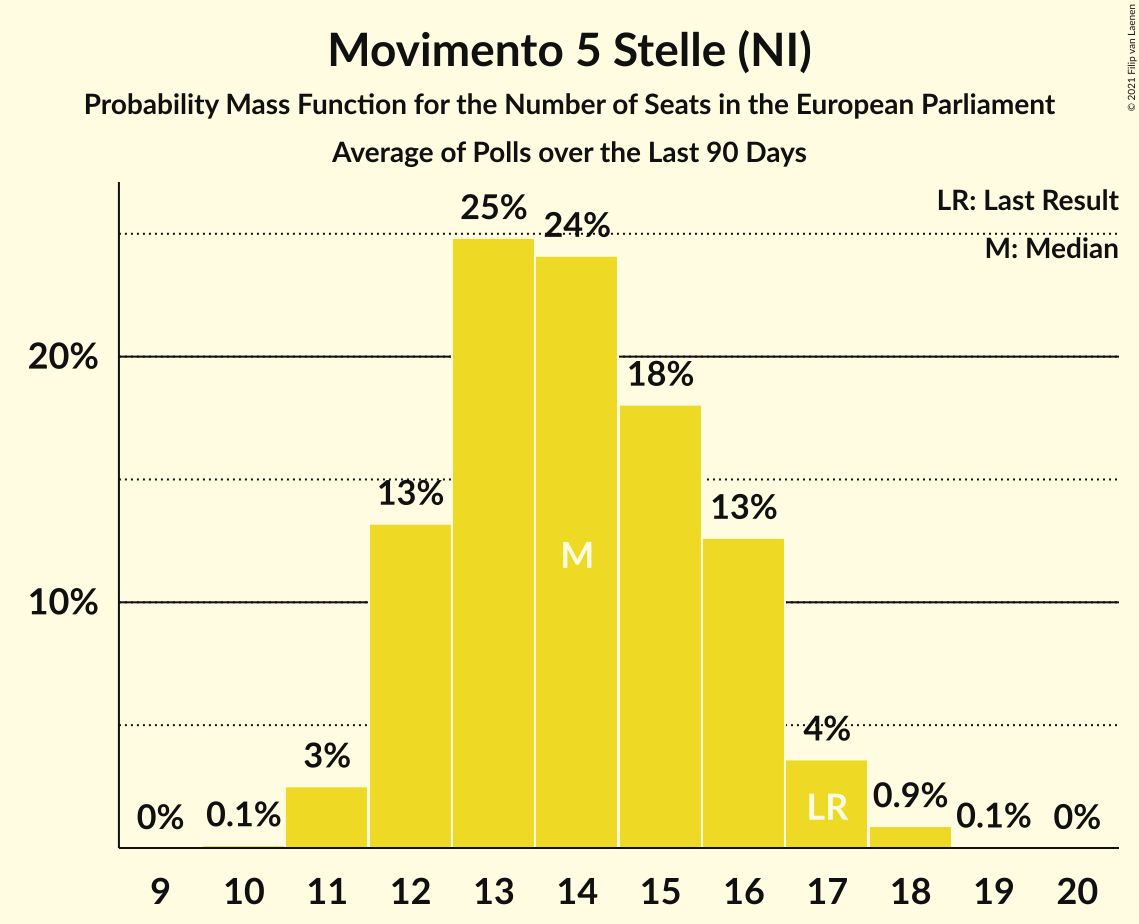 Movimento 5 Stelle (NI)
Probability Mass Function for the Number of Seats in the European Parliament
Average of Polls over the Last 90 Days
© 2021 Filip van Laenen
LR: Last Result
M: Median
25%
24%
20%
18%
13%
13%
M
10%
4%
3%
LR
0.9%
0%
0.1%
0.1%
0%
9 10 11 12 13 14 15 16 17 18 19 20